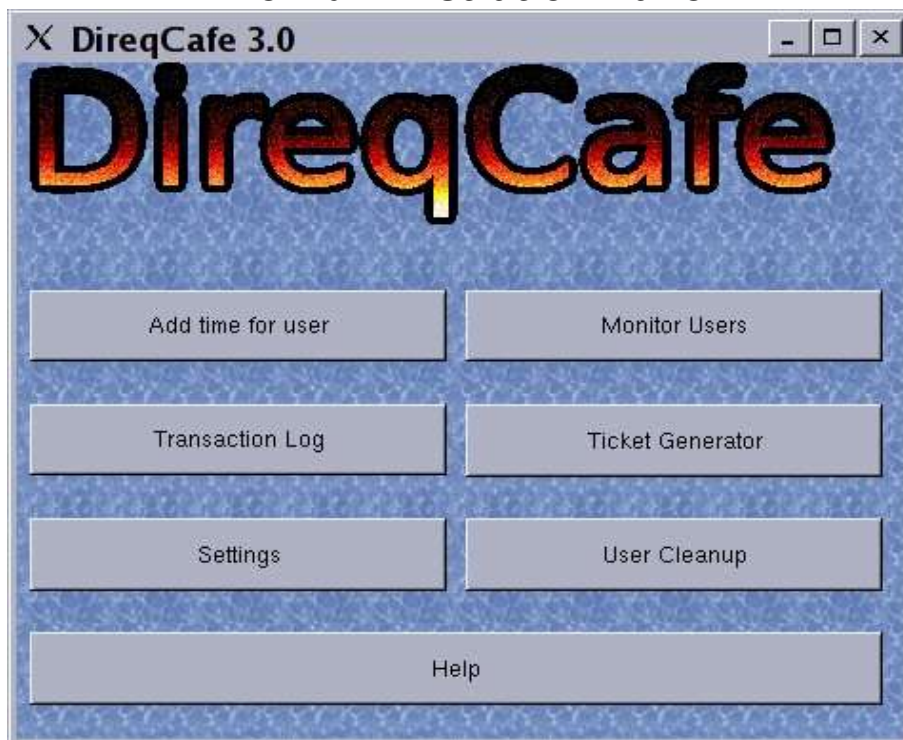 DireqCafe 3.0
DireqCafe
Add time for user
Monitor Users
Transaction Log
Ticket Generator
Settings
User Cleanup
Help